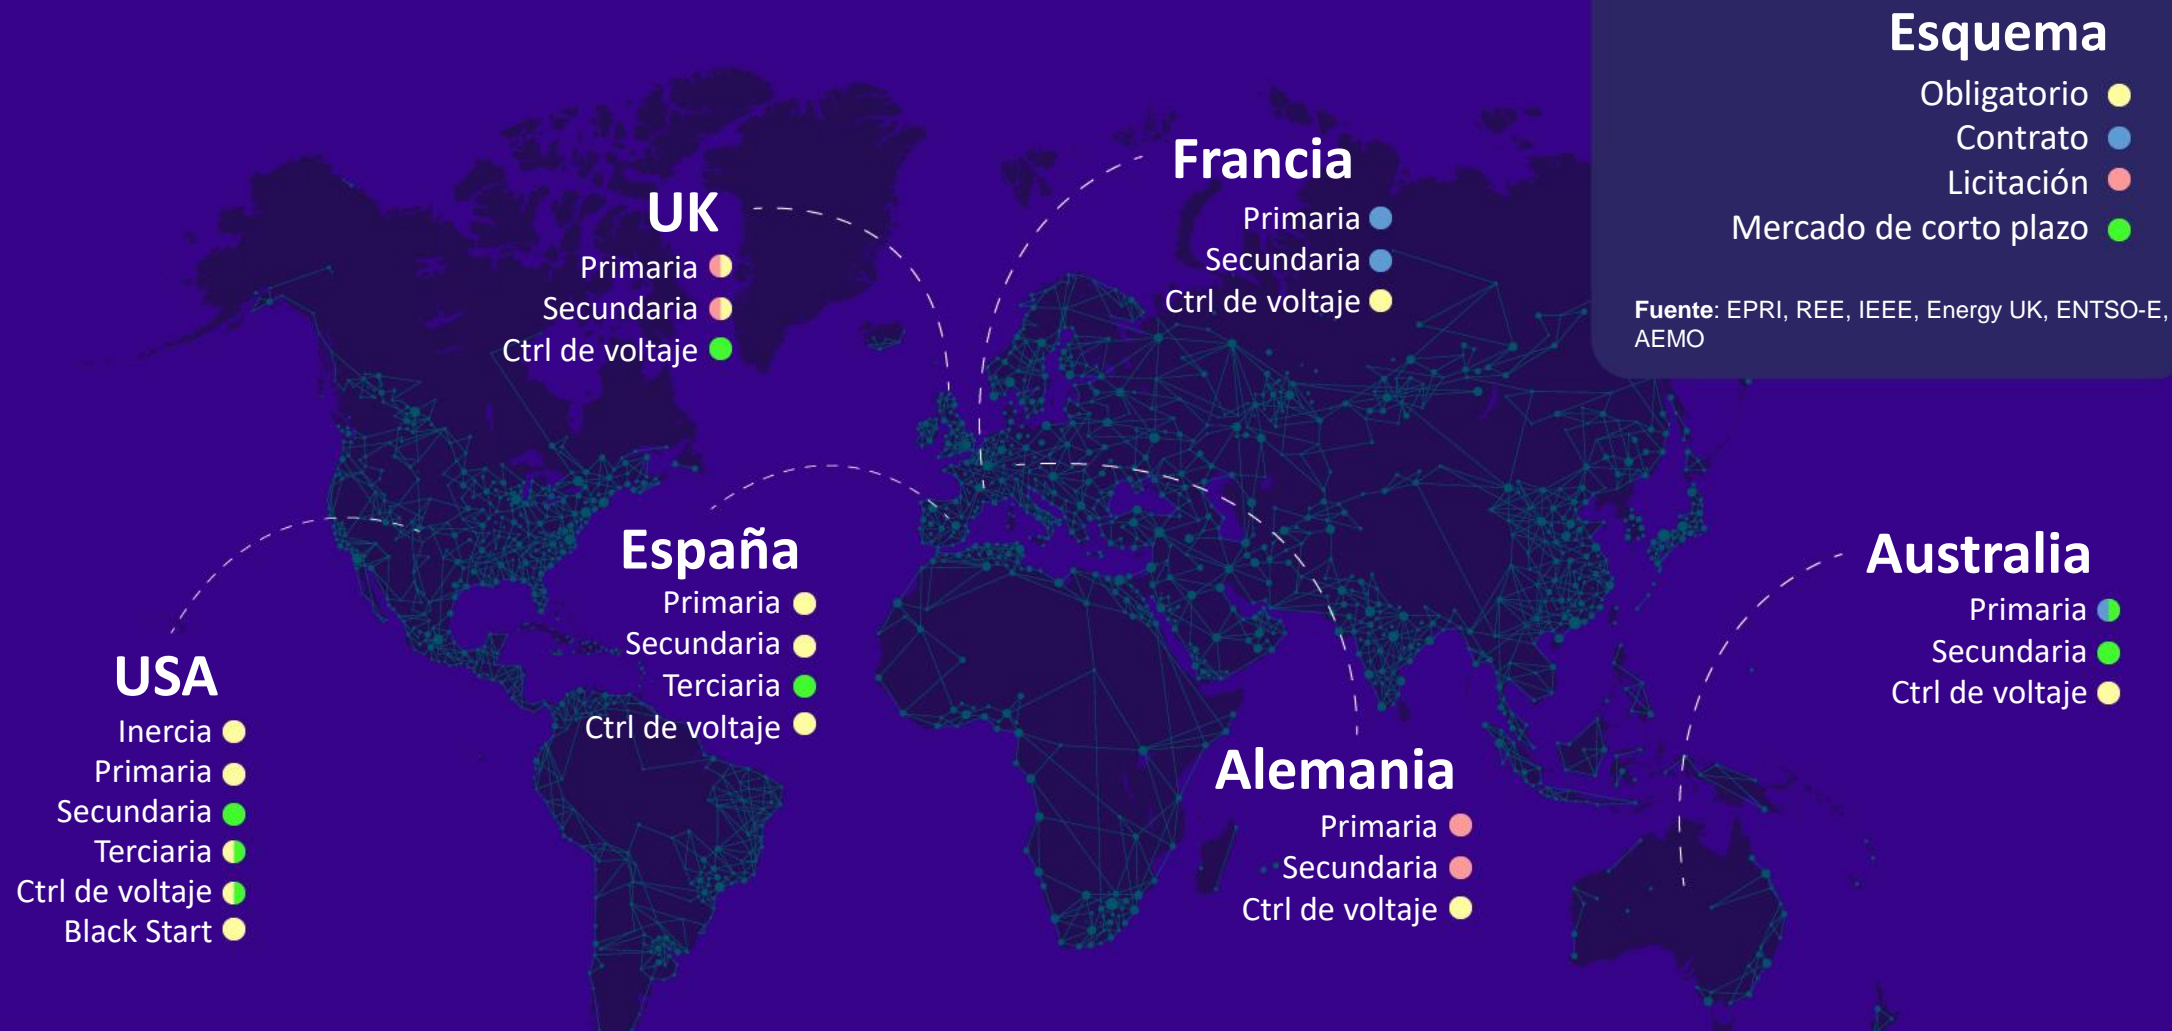 Esquema
Obligatorio
Contrato
Licitación
Mercado de corto plazo
Fuente: EPRI, REE, IEEE, Energy UK, ENTSO-E,
AEMO
Francia
Primaria
Secundaria
Ctrl de voltaje
UK
Primaria
Secundaria
Ctrl de voltaje
España
Primaria
Secundaria
Terciaria
Ctrl de voltaje
Australia
Primaria
Secundaria
Ctrl de voltaje
USA
Inercia
Primaria
Secundaria
Terciaria
Ctrl de voltaje
Black Start
Alemania
Primaria
Secundaria
Ctrl de voltaje